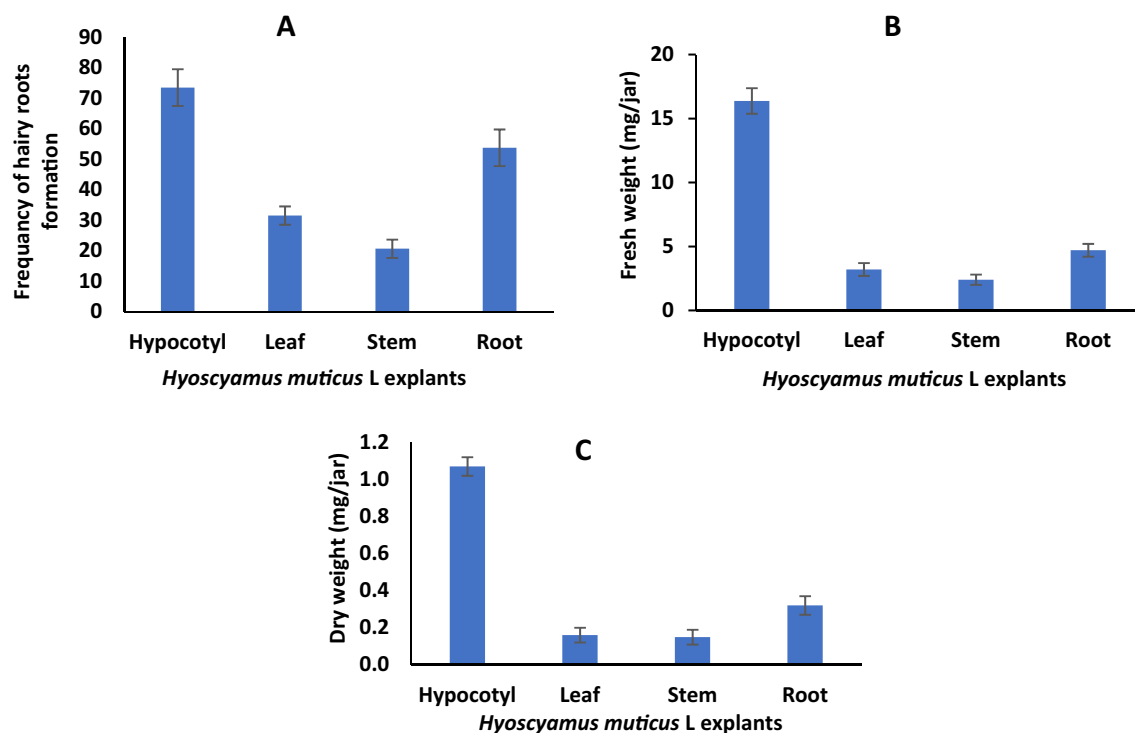 A
Frequancy of hairy roots
formation
90
80
70
60
50
40
30
20
10
0
Hypocotyl Leaf Stem Root
Hyoscyamus muticus L explants
B
Fresh weight (mg/jar)
20
15
10
5
0
Hypocotyl Leaf Stem Root
Hyoscyamus muticus L explants
C
Dry weight (mg/jar)
1.2
1.0
0.8
0.6
0.4
0.2
0.0
Hypocotyl Leaf Stem Root
Hyoscyamus muticus L explants